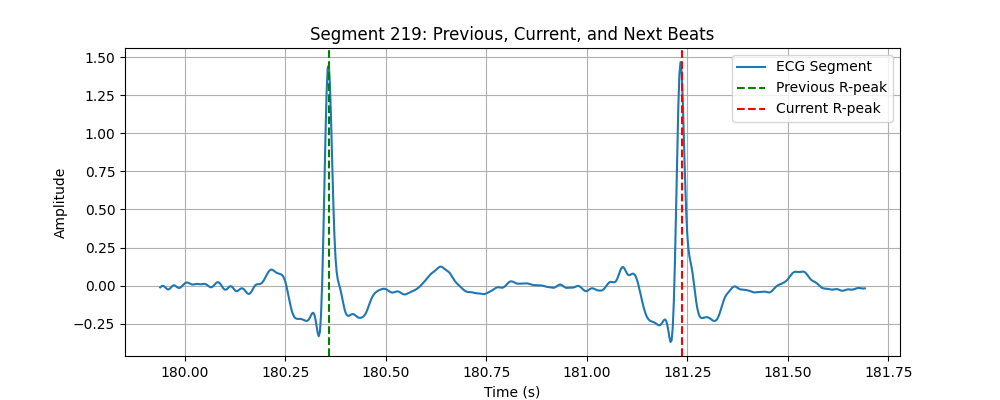 Segment 219: Previous, Current, and Next Beats
ECG Segment
Previous R-peak
Current R-peak
1.50
1.25
1.00
0.75
0.50
0.25
0.00
−0.25
Amplitude
180.00 180.25 180.50 180.75 181.00 181.25 181.50 181.75
Time (s)